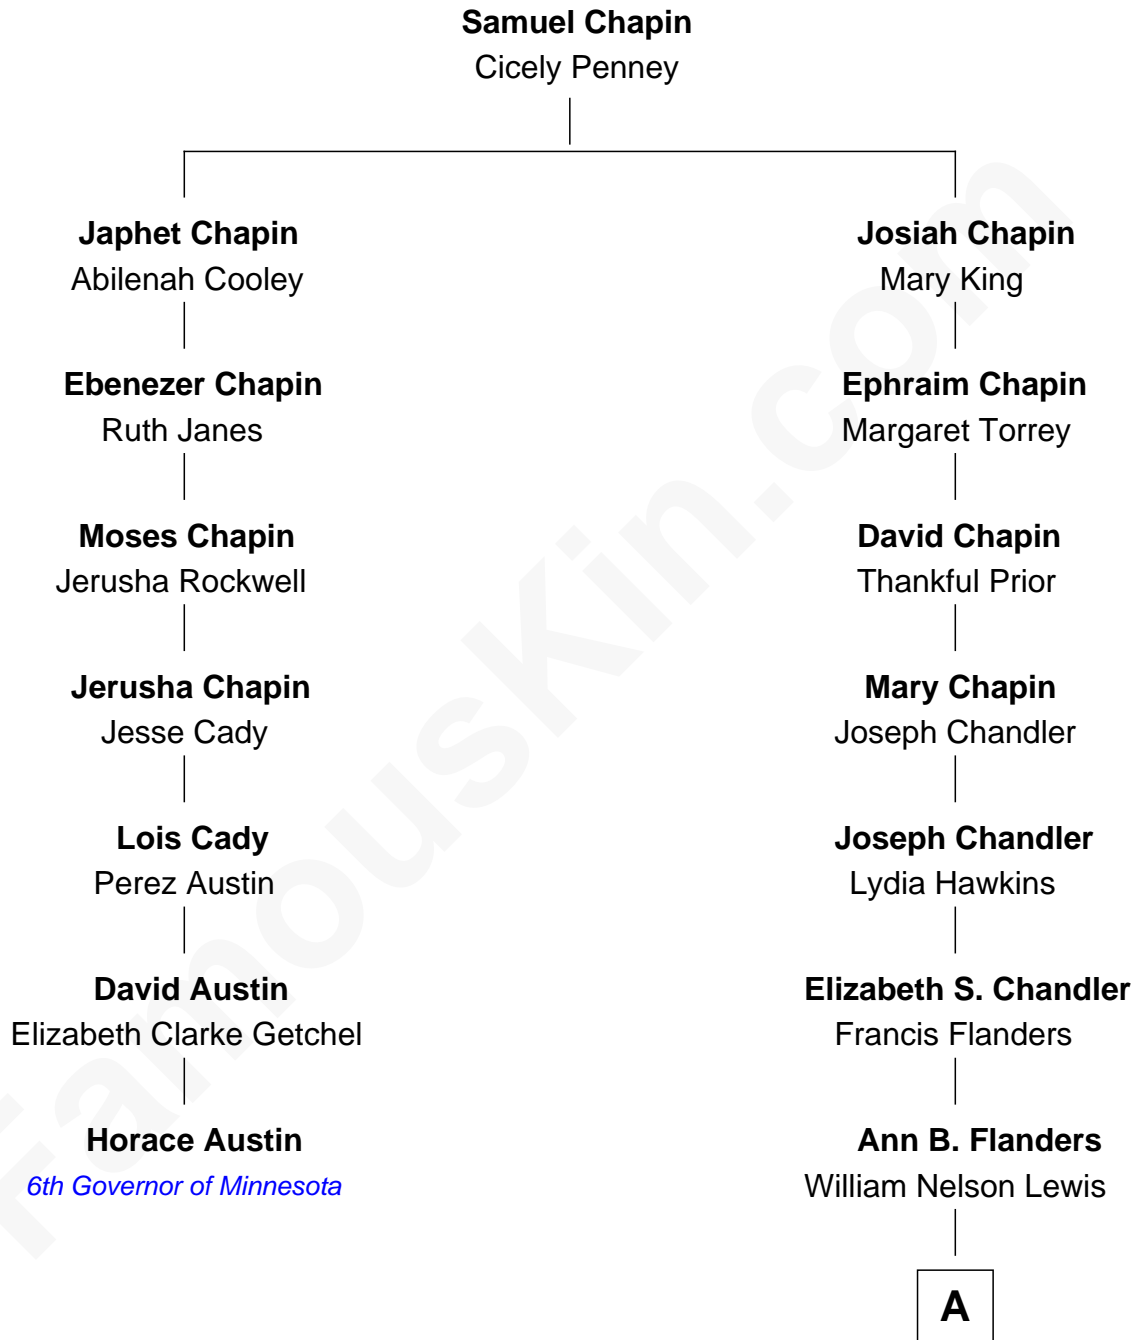 Samuel Chapin
Cicely Penney
Japhet Chapin
Abilenah Cooley
Josiah Chapin
Mary King
Ebenezer Chapin
Ruth Janes
Ephraim Chapin
Margaret Torrey
Moses Chapin
Jerusha Rockwell
David Chapin
Thankful Prior
Jerusha Chapin
Jesse Cady
Mary Chapin
Joseph Chandler
Lois Cady
Perez Austin
Joseph Chandler
Lydia Hawkins
David Austin
Elizabeth Clarke Getchel
Elizabeth S. Chandler
Francis Flanders
Horace Austin
6th Governor of Minnesota
Ann B. Flanders
William Nelson Lewis
A
FamousKin.com